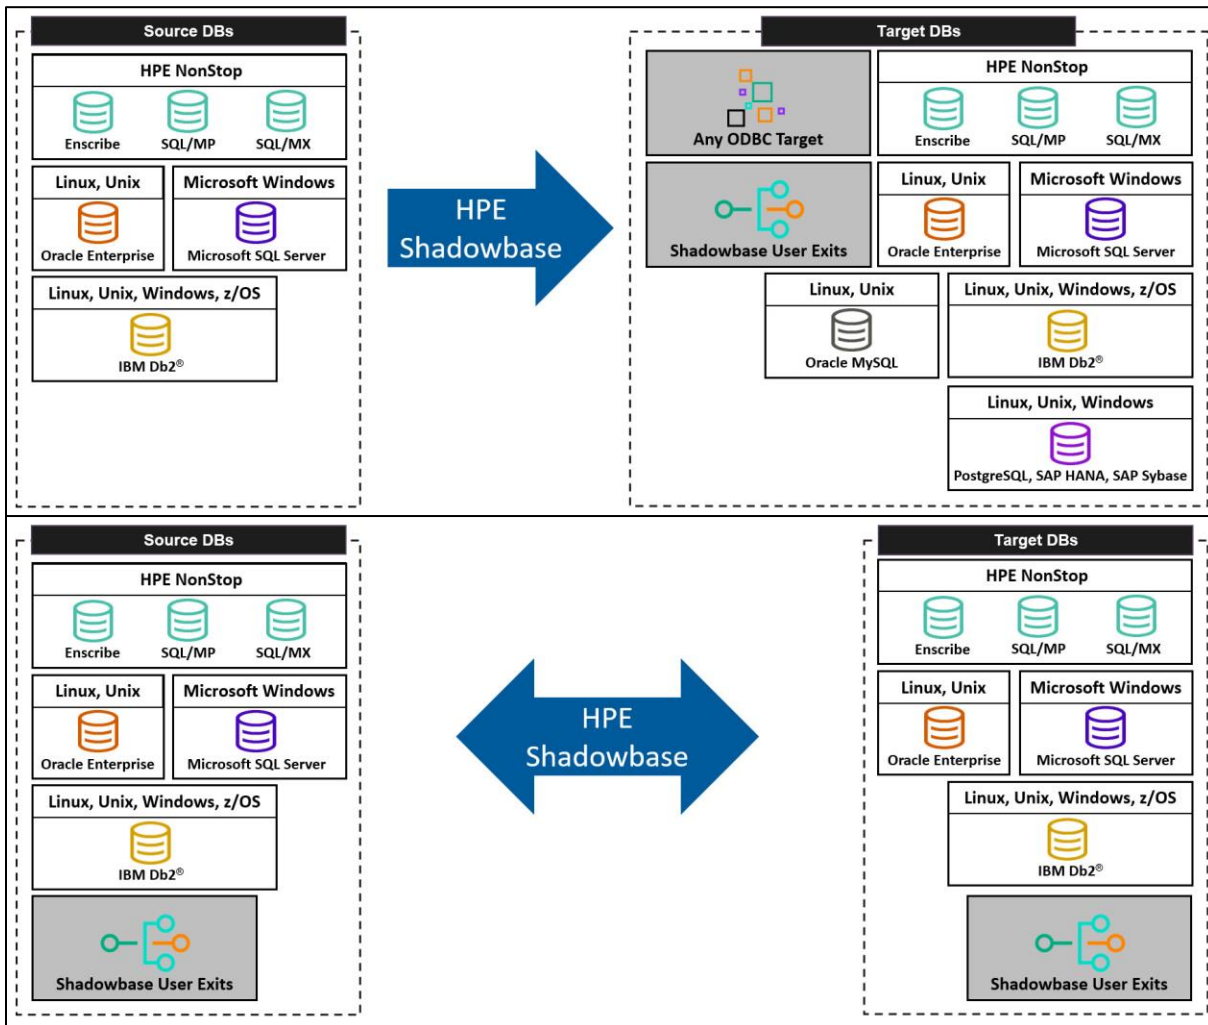 Source DBs
HPE NonStop
Enscribe SQL/MP SQL/MX
Linux, Unix
Oracle Enterprise
Microsoft Windows
Microsoft SQL Server
Linux, Unix, Windows, z/OS
IBM Db2®
HPE
Shadowbase
Target DBs
Any ODBC Target
HPE NonStop
Enscribe SQL/MP SQL/MX
Shadowbase User Exits
Linux, Unix
Oracle Enterprise
Microsoft Windows
Microsoft SQL Server
Linux, Unix
Oracle MySQL
Linux, Unix, Windows, z/OS
IBM Db2®
Linux, Unix, Windows
PostgreSQL, SAP HANA, SAP Sybase
Source DBs
HPE NonStop
Enscribe SQL/MP SQL/MX
Linux, Unix
Oracle Enterprise
Microsoft Windows
Microsoft SQL Server
Linux, Unix, Windows, z/OS
IBM Db2®
Shadowbase User Exits
HPE
Shadowbase
Target DBs
HPE NonStop
Enscribe SQL/MP SQL/MX
Linux, Unix
Oracle Enterprise
Microsoft Windows
Microsoft SQL Server
Linux, Unix, Windows, z/OS
IBM Db2®
Shadowbase User Exits